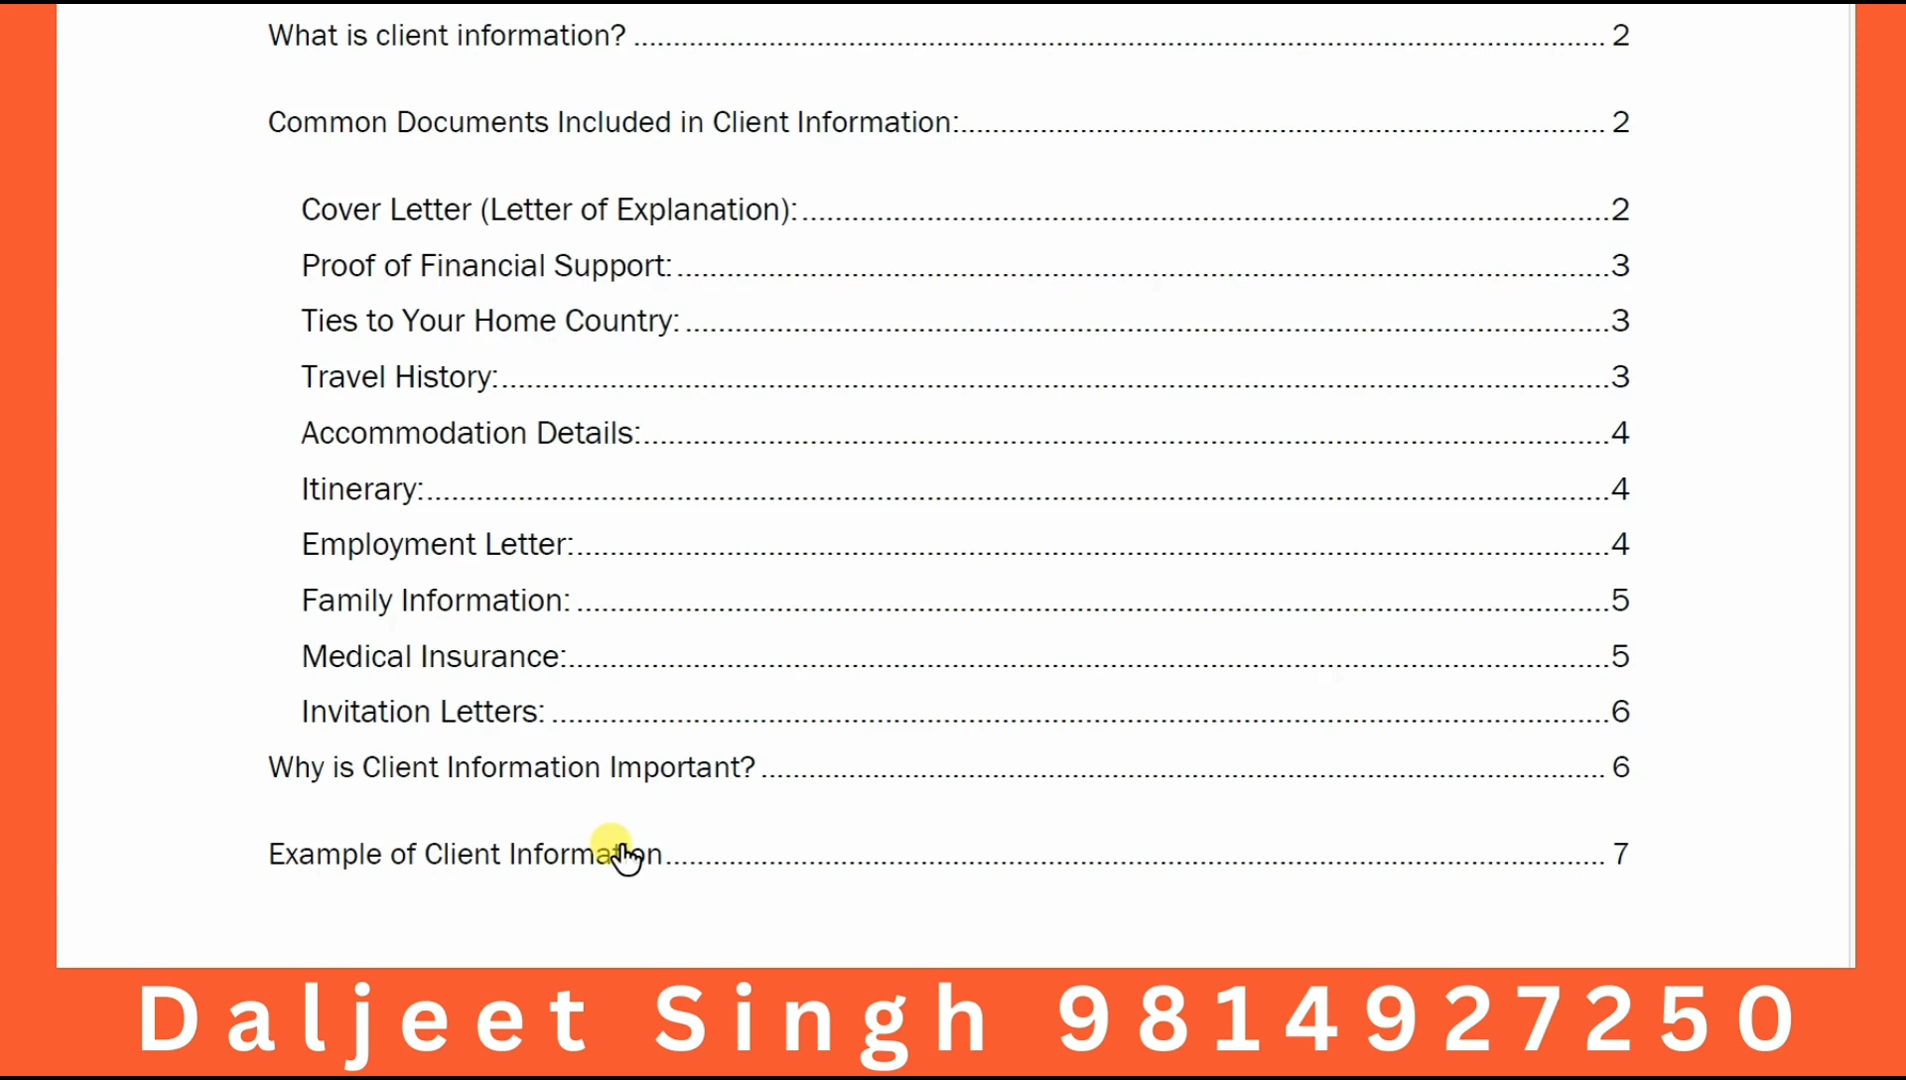 What is client information? ........ 2
Common Documents Included in Client Information: ........ 2
Cover Letter (Letter of Explanation): ........ 2
Proof of Financial Support: ........ 3
Ties to Your Home Country: ........ 3
Travel History: ........ 3
Accommodation Details: ........ 4
Itinerary: ........ 4
Employment Letter: ........ 4
Family Information: ........ 5
Medical Insurance: ........ 5
Invitation Letters: ........ 6
Why is Client Information Important? ........ 6
Example of Client Information ........ 7
Daljeet Singh 9814927250